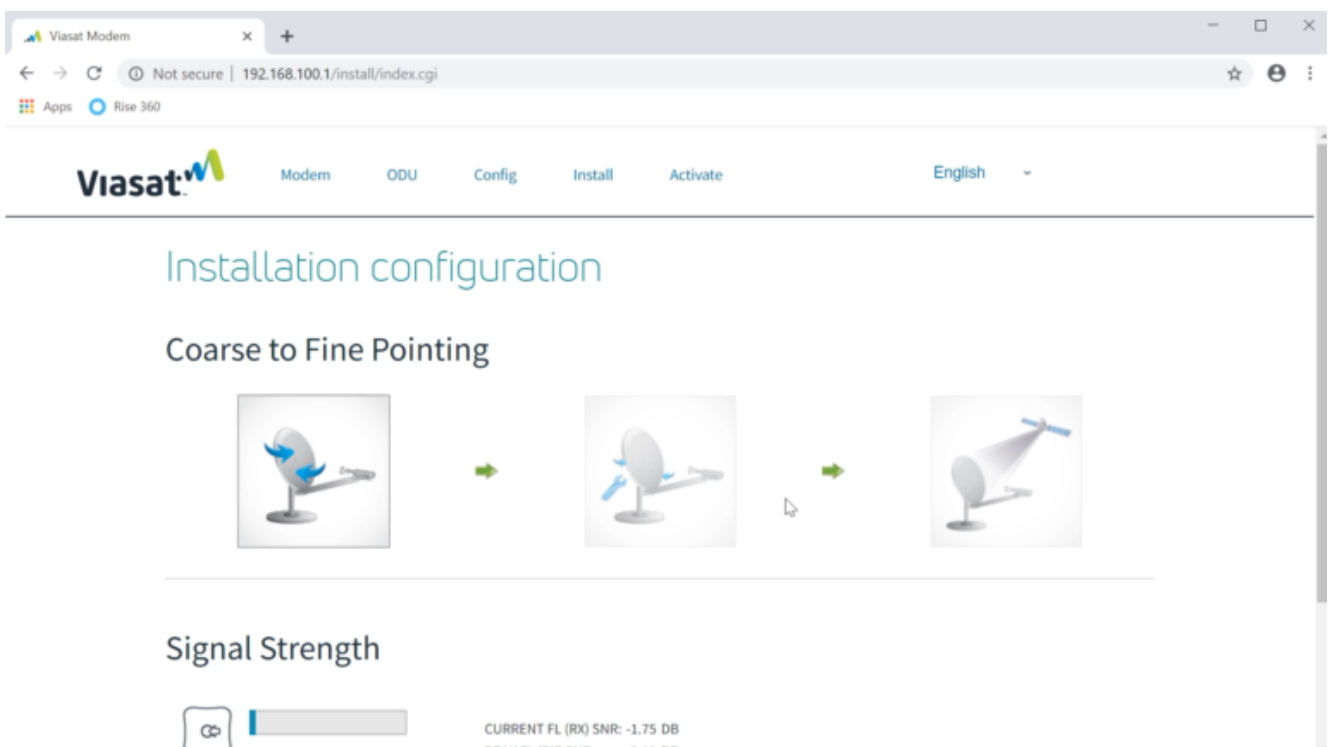 Viasat Modem
Not secure | 192.168.100.1/install/index.cgi
Apps Rise 360
Viasat Modem ODU Config Install Activate English
Installation configuration
Coarse to Fine Pointing
Signal Strength
CURRENT FL (RX) SNR: -1.75 DB